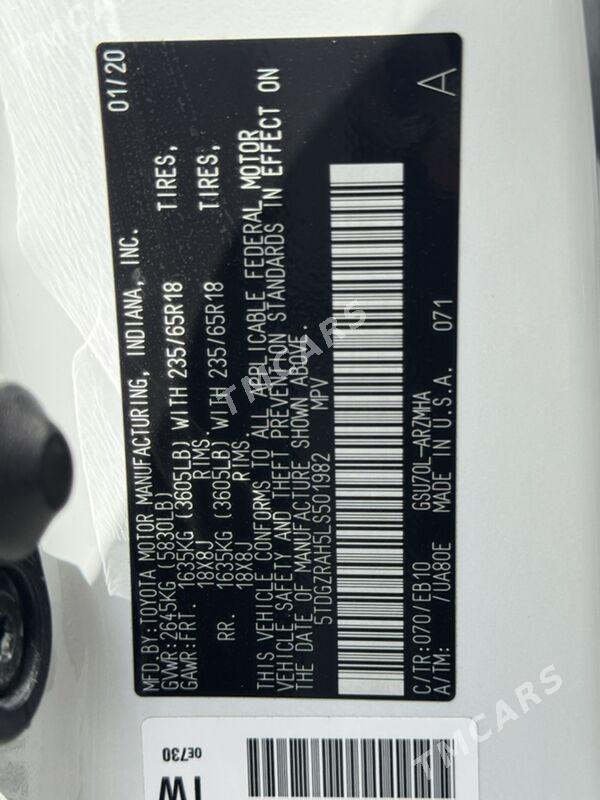 MFD.BY:TOYOTA MOTOR MANUFACTURING, INDIANA, INC. 01/20
GVWR:2645KG (5830LB)
GAWR:FRT. 1635KG (3605LB) WITH 235/65R18 TIRES,
18X8J RIMS.
RR. 1635KG (3605LB) WITH 235/65R18 TIRES,
18X8J RIMS.
THIS VEHICLE CONFORMS TO ALL APPLICABLE FEDERAL MOTOR
VEHICLE SAFETY AND THEFT PREVENTION STANDARDS IN EFFECT ON
THE DATE OF MANUFACTURE SHOWN ABOVE.
5TDGZRAH5LS501982 MPV
C/TR:070/EB10 GSU70L-ARZMHA A
A/TM: 7UA80E MADE IN U.S.A. 071
0E730
TMCARS
TMCARS
TMCARS